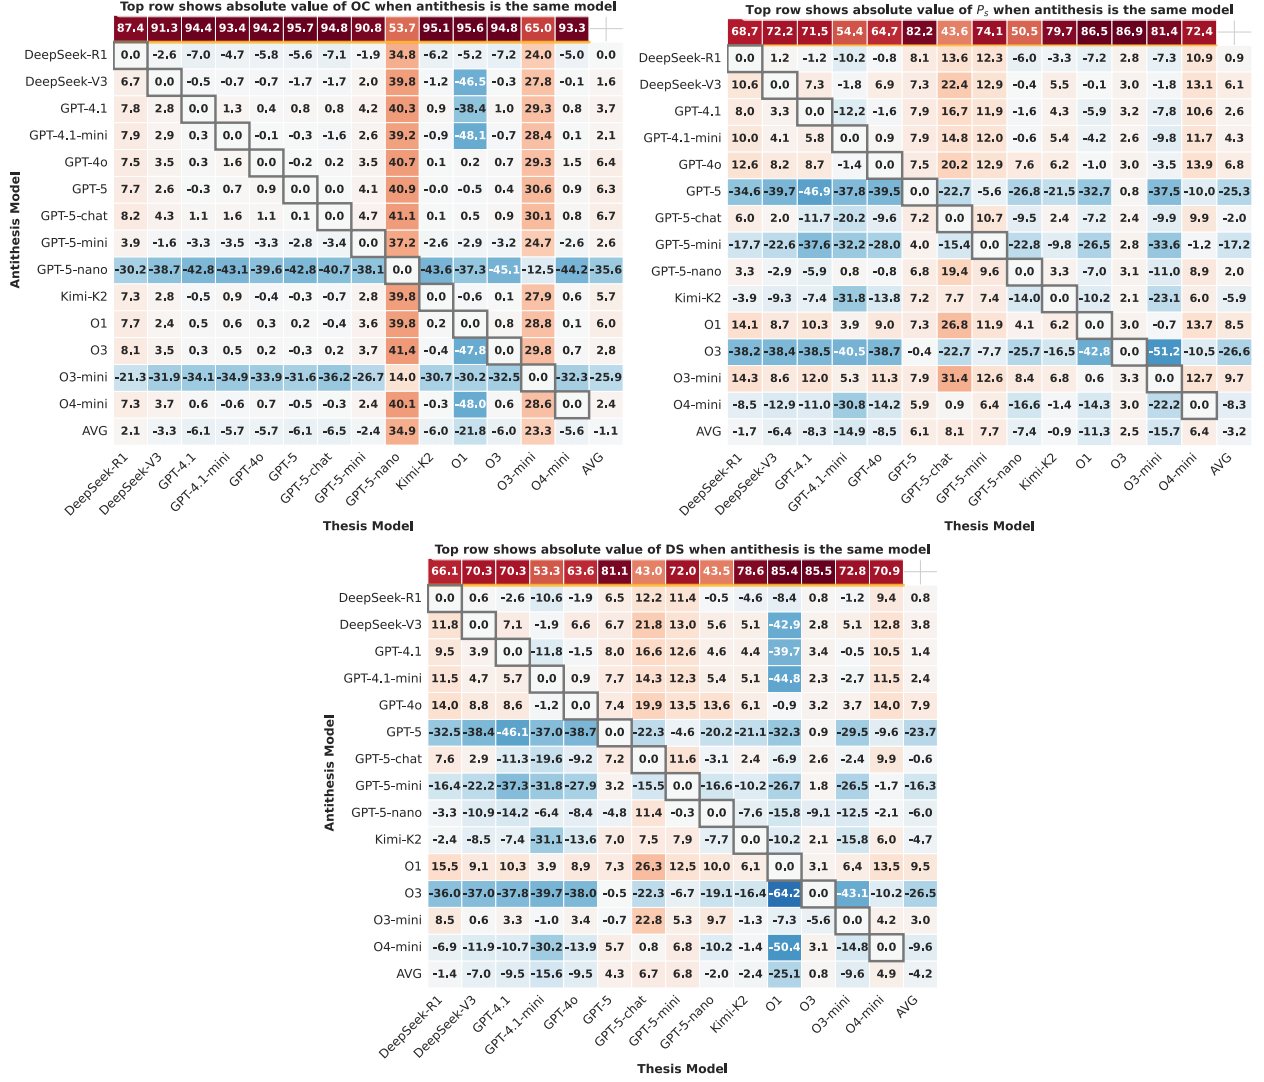 Top row shows absolute value of OC when antithesis is the same model
87.4 91.3 94.4 93.4 94.2 95.7 94.8 90.8 53.7 95.1 95.6 94.8 65.0 93.3
DeepSeek-R1 0.0 -2.6 -7.0 -4.7 -5.8 -5.6 -7.1 -1.9 34.8 -6.2 -5.2 -7.2 24.0 -5.0 0.0
DeepSeek-V3 6.7 0.0 -0.5 -0.7 -0.7 -1.7 -1.7 2.0 39.8 -1.2 -46.5 -0.3 27.8 -0.1 1.6
GPT-4.1 7.8 2.8 0.0 1.3 0.4 0.8 0.8 4.2 40.3 0.9 -38.4 1.0 29.3 0.8 3.7
GPT-4.1-mini 7.9 2.9 0.3 0.0 -0.1 -0.3 -1.6 2.6 39.2 -0.9 -48.1 -0.7 28.4 0.1 2.1
GPT-4o 7.5 3.5 0.3 1.6 0.0 -0.2 0.2 3.5 40.7 0.1 0.2 0.7 29.3 1.5 6.4
GPT-5 7.7 2.6 -0.3 0.7 0.9 0.0 0.0 4.1 40.9 -0.0 -0.5 0.4 30.6 0.9 6.3
GPT-5-chat 8.2 4.3 1.1 1.6 1.1 0.1 0.0 4.7 41.1 0.1 0.5 0.9 30.1 0.8 6.7
GPT-5-mini 3.9 -1.6 -3.3 -3.5 -3.3 -2.8 -3.4 0.0 37.2 -2.6 -2.9 -3.2 24.7 -2.6 2.6
GPT-5-nano -30.2 -38.7 -42.8 -43.1 -39.6 -42.8 -40.7 -38.1 0.0 -43.6 -37.3 -45.1 -12.5 -44.2 -35.6
Kimi-K2 7.3 2.8 -0.5 0.9 -0.4 -0.3 -0.7 2.8 39.8 0.0 -0.6 0.1 27.9 0.6 5.7
O1 7.7 2.4 0.5 0.6 0.3 0.2 -0.4 3.6 39.8 0.2 0.0 0.8 28.8 0.1 6.0
O3 8.1 3.5 0.3 0.5 0.2 -0.3 0.2 3.7 41.4 -0.4 -47.8 0.0 29.8 0.7 2.8
O3-mini -21.3 -31.9 -34.1 -34.9 -33.9 -31.6 -36.2 -26.7 14.0 -30.7 -30.2 -32.5 0.0 -32.3 -25.9
O4-mini 7.3 3.7 0.6 -0.6 0.7 -0.5 -0.3 2.4 40.1 -0.3 -48.0 0.6 28.6 0.0 2.4
AVG 2.1 -3.3 -6.1 -5.7 -5.7 -6.1 -6.5 -2.4 34.9 -6.0 -21.8 -6.0 23.3 -5.6 -1.1
Antithesis Model
DeepSeek-R1 DeepSeek-V3 GPT-4.1 GPT-4.1-mini GPT-4o GPT-5 GPT-5-chat GPT-5-mini GPT-5-nano Kimi-K2 O1 O3 O3-mini O4-mini AVG
Thesis Model
Top row shows absolute value of Ps when antithesis is the same model
68.7 72.2 71.5 54.4 64.7 82.2 43.6 74.1 50.5 79.7 86.5 86.9 81.4 72.4
DeepSeek-R1 0.0 1.2 -1.2 -10.2 -0.8 8.1 13.6 12.3 -6.0 -3.3 -7.2 2.8 -7.3 10.9 0.9
DeepSeek-V3 10.6 0.0 7.3 -1.8 6.9 7.3 22.4 12.9 -0.4 5.5 -0.1 3.0 -1.8 13.1 6.1
GPT-4.1 8.0 3.3 0.0 -12.2 -1.6 7.9 16.7 11.9 -1.6 4.3 -5.9 3.2 -7.8 10.6 2.6
GPT-4.1-mini 10.0 4.1 5.8 0.0 0.9 7.9 14.8 12.0 -0.6 5.4 -4.2 2.6 -9.8 11.7 4.3
GPT-4o 12.6 8.2 8.7 -1.4 0.0 7.5 20.2 12.9 7.6 6.2 -1.0 3.0 -3.5 13.9 6.8
GPT-5 -34.6 -39.7 -46.9 -37.8 -39.5 0.0 -22.7 -5.6 -26.8 -21.5 -32.7 0.8 -37.5 -10.0 -25.3
GPT-5-chat 6.0 2.0 -11.7 -20.2 -9.6 7.2 0.0 10.7 -9.5 2.4 -7.2 2.4 -9.9 4.9 -2.0
GPT-5-mini -17.7 -22.6 -37.6 -32.2 -28.0 4.0 -15.4 0.0 -22.8 -9.8 -26.5 2.8 -33.6 -1.2 -17.2
GPT-5-nano 3.3 -2.9 -5.9 0.8 -0.8 6.8 19.4 9.6 0.0 3.3 -7.0 3.1 -11.0 8.9 2.0
Kimi-K2 -3.9 -9.3 -7.4 -31.8 -13.8 7.2 7.7 7.4 -14.0 0.0 -10.2 2.1 -23.1 6.0 -5.9
O1 14.1 8.7 10.3 3.9 9.0 7.3 26.8 11.9 4.1 6.2 0.0 3.0 -0.7 13.7 8.5
O3 -38.2 -38.4 -38.5 -40.5 -38.7 -0.4 -22.7 -7.7 -25.7 -16.5 -42.8 0.0 -51.2 -10.5 -26.6
O3-mini 14.3 8.6 12.0 5.3 11.3 7.9 31.4 12.6 8.4 6.8 0.6 3.3 0.0 12.7 9.7
O4-mini -8.5 -12.9 -11.0 -30.8 -14.2 5.9 0.9 6.4 -16.6 -1.4 -14.3 3.0 -22.2 0.0 -8.3
AVG -1.7 -6.4 -8.3 -14.9 -8.5 6.1 8.1 7.7 -7.4 -0.9 -11.3 2.5 -15.7 6.4 -3.2
Antithesis Model
DeepSeek-R1 DeepSeek-V3 GPT-4.1 GPT-4.1-mini GPT-4o GPT-5 GPT-5-chat GPT-5-mini GPT-5-nano Kimi-K2 O1 O3 O3-mini O4-mini AVG
Thesis Model
Top row shows absolute value of DS when antithesis is the same model
66.1 70.3 70.3 53.3 63.6 81.1 43.0 72.0 43.5 78.6 85.4 85.5 72.8 70.9
DeepSeek-R1 0.0 0.6 -2.6 -10.6 -1.9 6.5 12.2 11.4 -0.5 -4.6 -8.4 0.8 -1.2 9.4 0.8
DeepSeek-V3 11.8 0.0 7.1 -1.9 6.6 6.7 21.8 13.0 5.6 5.1 -42.9 2.8 5.1 12.8 3.8
GPT-4.1 9.5 3.9 0.0 -11.8 -1.5 8.0 16.6 12.6 4.6 4.4 -39.7 3.4 -0.5 10.5 1.4
GPT-4.1-mini 11.5 4.7 5.7 0.0 0.9 7.7 14.3 12.3 5.4 5.1 -44.8 2.3 -2.7 11.5 2.4
GPT-4o 14.0 8.8 8.6 -1.2 0.0 7.4 19.9 13.5 13.6 6.1 -0.9 3.2 3.7 14.0 7.9
GPT-5 -32.5 -38.4 -46.1 -37.0 -38.7 0.0 -22.3 -4.6 -20.2 -21.1 -32.3 0.9 -29.5 -9.6 -23.7
GPT-5-chat 7.6 2.9 -11.3 -19.6 -9.2 7.2 0.0 11.6 -3.1 2.4 -6.9 2.6 -2.4 9.9 -0.6
GPT-5-mini -16.4 -22.2 -37.3 -31.8 -27.9 3.2 -15.5 0.0 -16.6 -10.2 -26.7 1.8 -26.5 -1.7 -16.3
GPT-5-nano -3.3 -10.9 -14.2 -6.4 -8.4 -4.8 11.4 -0.3 0.0 -7.6 -15.8 -9.1 -12.5 -2.1 -6.0
Kimi-K2 -2.4 -8.5 -7.4 -31.1 -13.6 7.0 7.5 7.9 -7.7 0.0 -10.2 2.1 -15.8 6.0 -4.7
O1 15.5 9.1 10.3 3.9 8.9 7.3 26.3 12.5 10.0 6.1 0.0 3.1 6.4 13.5 9.5
O3 -36.0 -37.0 -37.8 -39.7 -38.0 -0.5 -22.3 -6.7 -19.1 -16.4 -64.2 0.0 -43.1 -10.2 -26.5
O3-mini 8.5 0.6 3.3 -1.0 3.4 -0.7 22.8 5.3 9.7 -1.3 -7.3 -5.6 0.0 4.2 3.0
O4-mini -6.9 -11.9 -10.7 -30.2 -13.9 5.7 0.8 6.8 -10.2 -1.4 -50.4 3.1 -14.8 0.0 -9.6
AVG -1.4 -7.0 -9.5 -15.6 -9.5 4.3 6.7 6.8 -2.0 -2.4 -25.1 0.8 -9.6 4.9 -4.2
Antithesis Model
DeepSeek-R1 DeepSeek-V3 GPT-4.1 GPT-4.1-mini GPT-4o GPT-5 GPT-5-chat GPT-5-mini GPT-5-nano Kimi-K2 O1 O3 O3-mini O4-mini AVG
Thesis Model